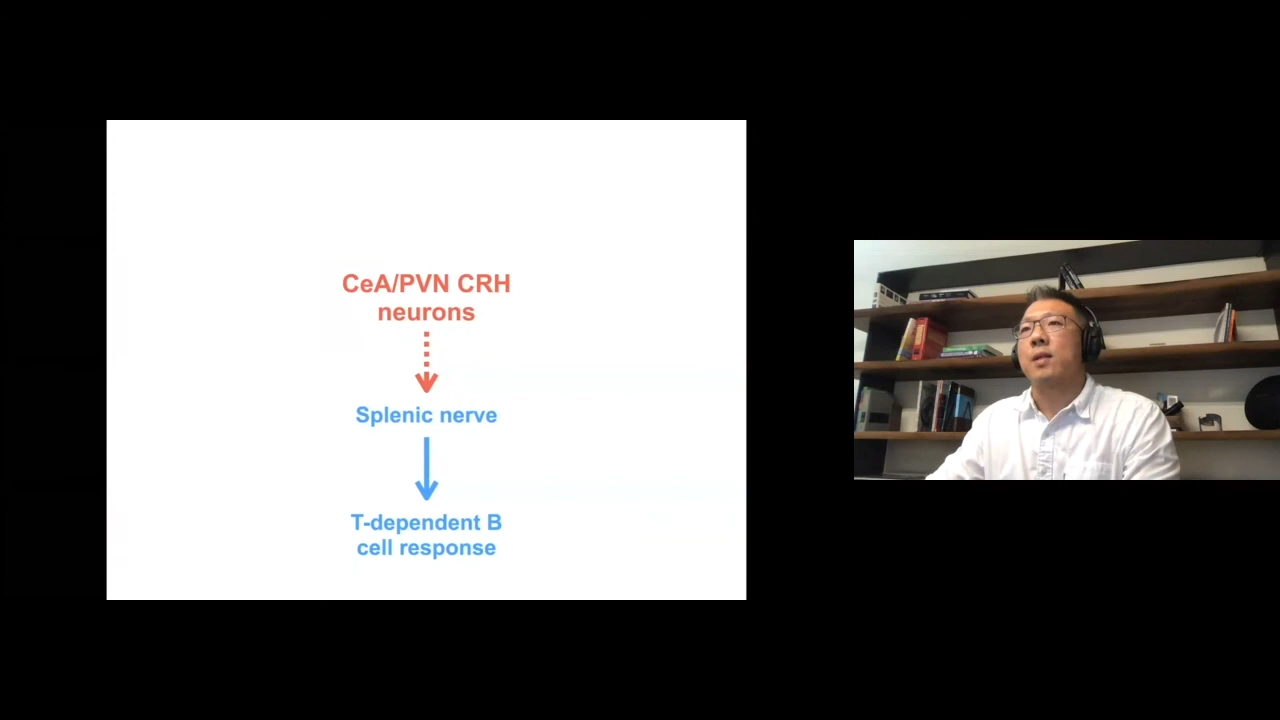 CeA/PVN CRH
neurons
Splenic nerve
T-dependent B
cell response